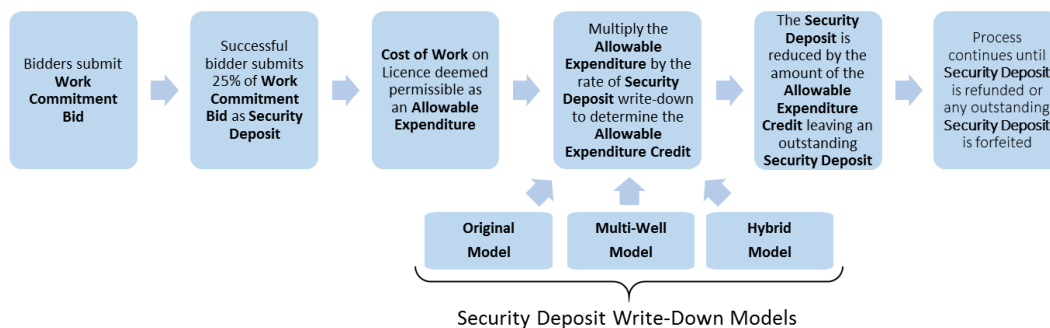 Bidders submit
Work
Commitment
Bid
Successful
bidder submits
25% of Work
Commitment
Bid as Security
Deposit
Cost of Work on
Licence deemed
permissible as
an Allowable
Expenditure
Multiply the
Allowable
Expenditure by the
rate of Security
Deposit write-down
to determine the
Allowable
Expenditure Credit
The Security
Deposit is
reduced by the
amount of the
Allowable
Expenditure
Credit leaving an
outstanding
Security Deposit
Process
continues until
Security Deposit
is refunded or
any outstanding
Security Deposit
is forfeited
Original
Model
Multi-Well
Model
Hybrid
Model
Security Deposit Write-Down Models